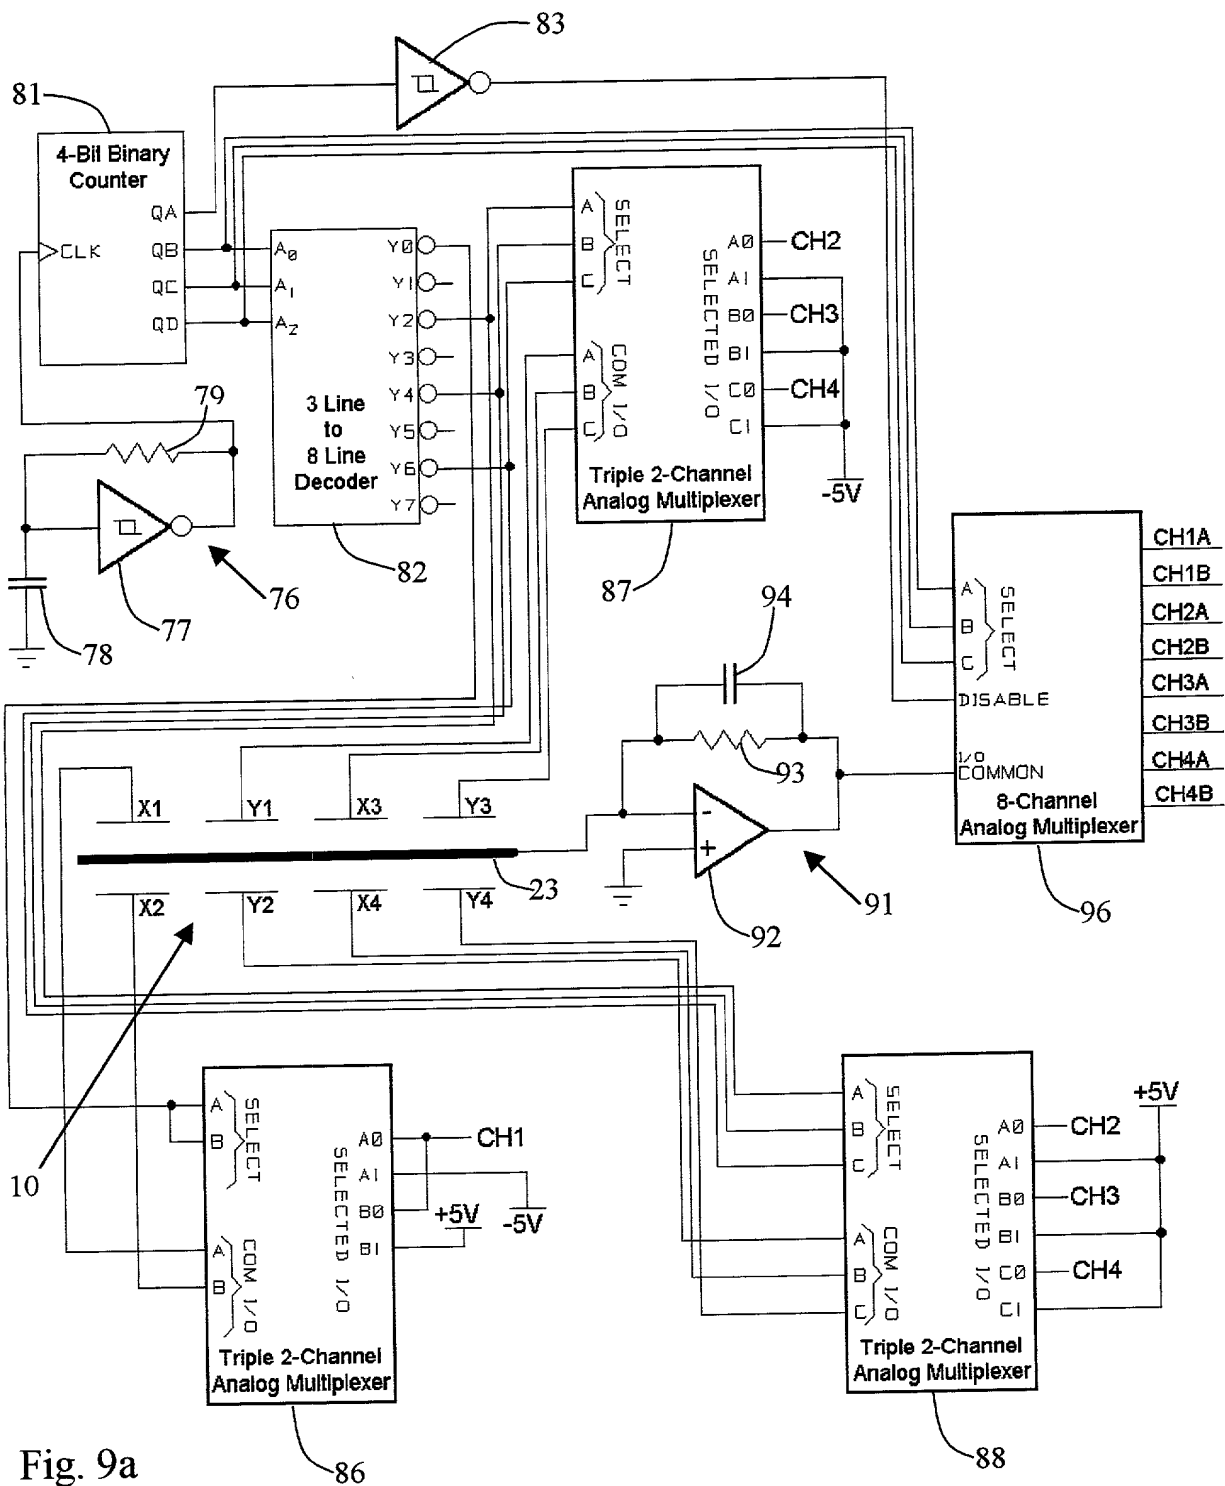 83
81
4-Bit Binary
Counter
QA
QB
QC
QD
CLK
A0
A1
A2
Y0
Y1
Y2
Y3
Y4
Y5
Y6
Y7
3 Line
to
8 Line
Decoder
82
79
76
77
78
A
B
C
SELECT
A
B
C
COM I/O
SELECTED I/O
A0
A1
B0
B1
C0
C1
CH2
CH3
CH4
-5V
Triple 2-Channel
Analog Multiplexer
87
94
93
A
B
C
SELECT
DISABLE
I/O
COMMON
8-Channel
Analog Multiplexer
CH1A
CH1B
CH2A
CH2B
CH3A
CH3B
CH4A
CH4B
96
X1
Y1
X3
Y3
X2
Y2
X4
Y4
23
-
+
92
91
10
A
B
SELECT
A
B
COM I/O
SELECTED I/O
A0
A1
B0
B1
CH1
-5V
+5V
Triple 2-Channel
Analog Multiplexer
86
A
B
C
SELECT
A
B
C
COM I/O
SELECTED I/O
A0
A1
B0
B1
C0
C1
CH2
CH3
CH4
+5V
Triple 2-Channel
Analog Multiplexer
88
Fig. 9a